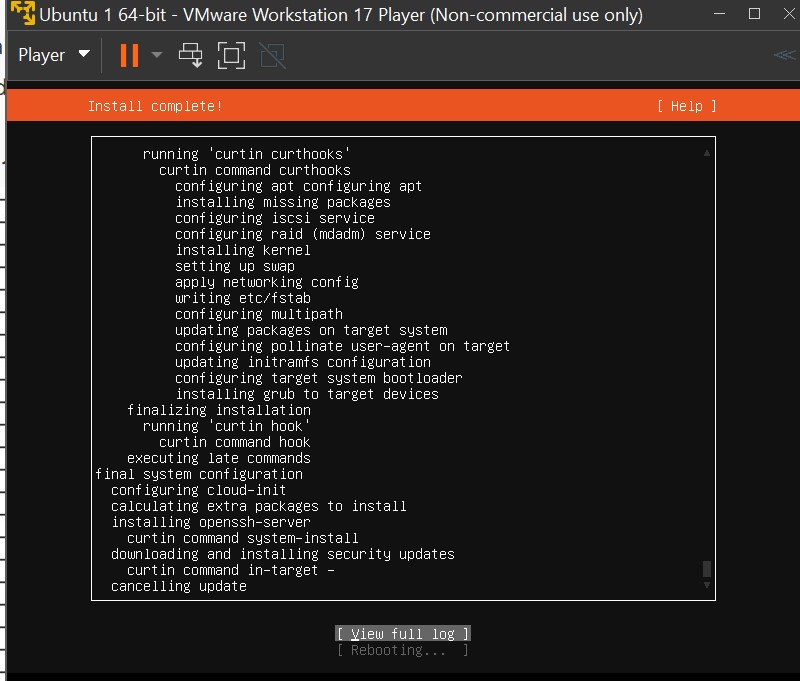 Ubuntu 1 64-bit - VMware Workstation 17 Player (Non-commercial use only)
Player
Install complete! [ Help ]
running 'curtin curthooks'
curtin command curthooks
configuring apt configuring apt
installing missing packages
configuring iscsi service
configuring raid (mdadm) service
installing kernel
setting up swap
apply networking config
writing etc/fstab
configuring multipath
updating packages on target system
configuring pollinate user-agent on target
updating initramfs configuration
configuring target system bootloader
installing grub to target devices
finalizing installation
running 'curtin hook'
curtin command hook
executing late commands
final system configuration
configuring cloud-init
calculating extra packages to install
installing openssh-server
curtin command system-install
downloading and installing security updates
curtin command in-target -
cancelling update
[ View full log ]
[ Rebooting... ]